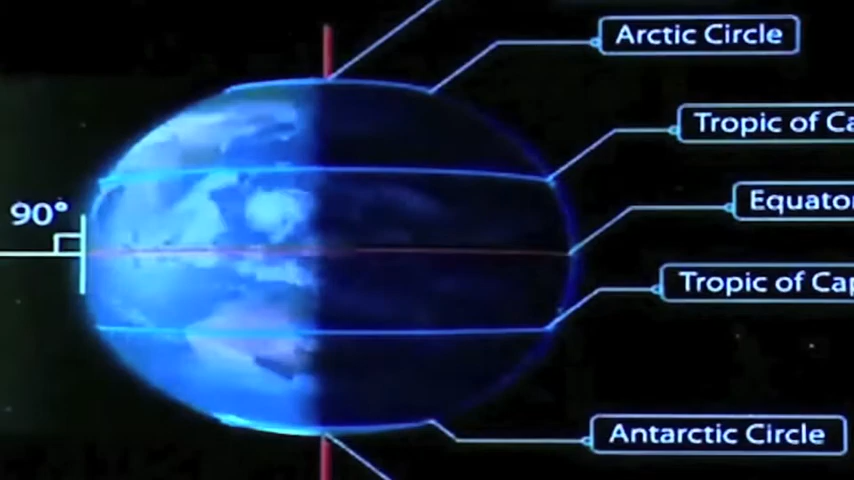 Arctic Circle
Tropic of Ca
Equator
90°
Tropic of Cap
Antarctic Circle